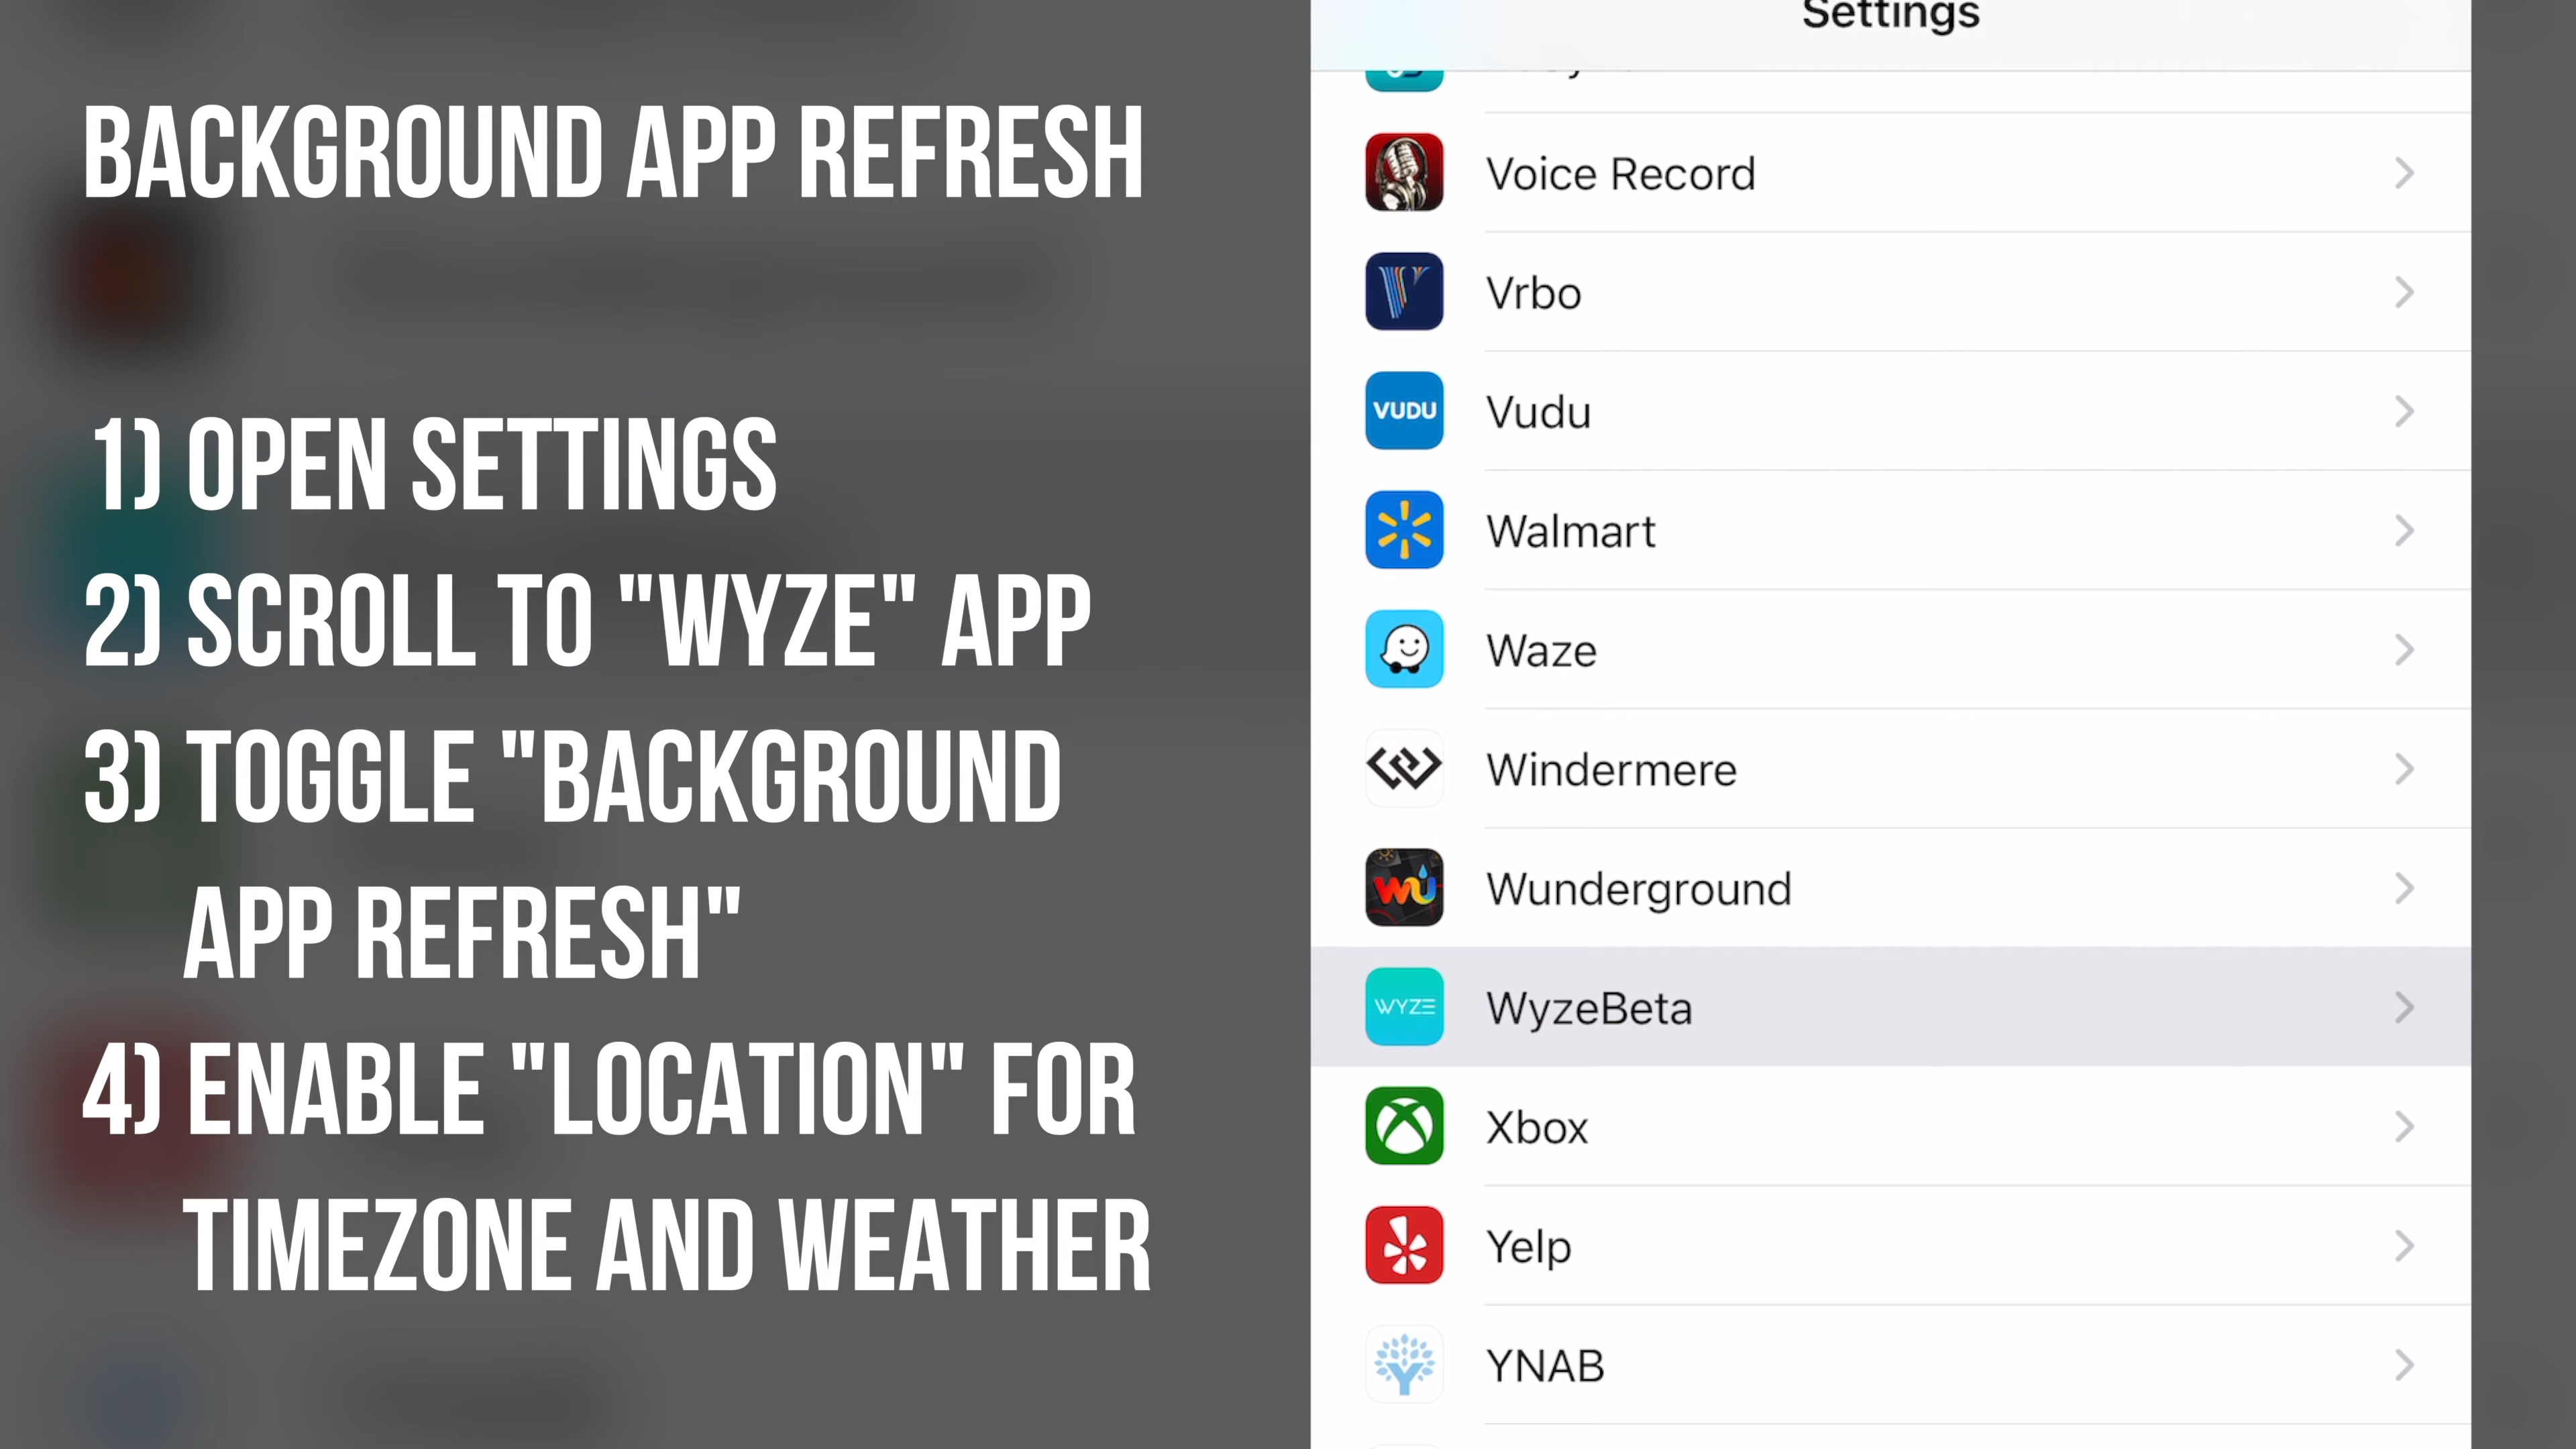 BACKGROUND APP REFRESH
1) OPEN SETTINGS
2) SCROLL TO "WYZE" APP
3) TOGGLE "BACKGROUND
APP REFRESH"
4) ENABLE "LOCATION" FOR
TIMEZONE AND WEATHER
Settings
Voice Record
Vrbo
VUDU
Vudu
Walmart
Waze
Windermere
WU
Wunderground
WYZE
WyzeBeta
Xbox
Yelp
YNAB